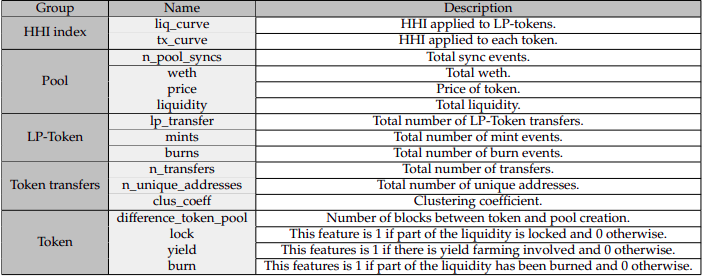 Group Name Description
HHI index liq_curve HHI applied to LP-tokens.
tx_curve HHI applied to each token.
Pool n_pool_syncs Total sync events.
weth Total weth.
price Price of token.
liquidity Total liquidity.
LP-Token lp_transfer Total number of LP-Token transfers.
mints Total number of mint events.
burns Total number of burn events.
Token transfers n_transfers Total number of transfers.
n_unique_addresses Total number of unique addresses.
clus_coeff Clustering coefficient.
Token difference_token_pool Number of blocks between token and pool creation.
lock This feature is 1 if part of the liquidity is locked and 0 otherwise.
yield This features is 1 if there is yield farming involved and 0 otherwise.
burn This features is 1 if part of the liquidity has been burned and 0 otherwise.